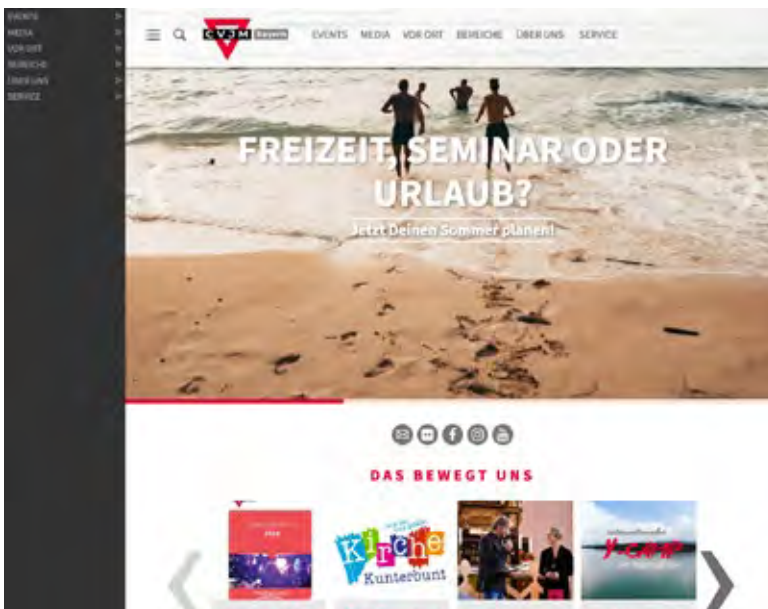 EVENTS
MEDIA
VOR ORT
BEREICHE
ÜBER UNS
SERVICE
CVJM Bayern
EVENTS MEDIA VOR ORT BEREICHE ÜBER UNS SERVICE
FREIZEIT, SEMINAR ODER
URLAUB?
Jetzt Deinen Sommer planen!
DAS BEWEGT UNS
Kirche
Kunterbunt
Y-CAMP